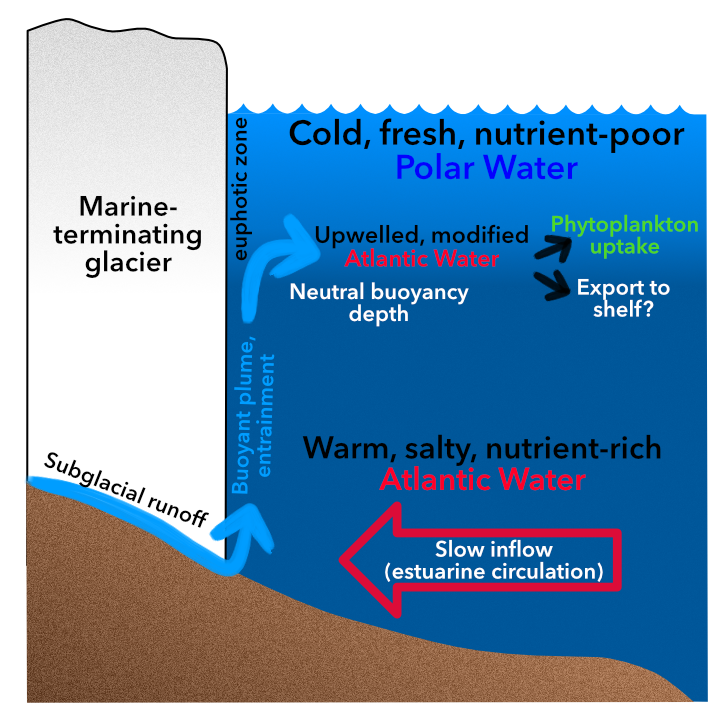 Cold, fresh, nutrient-poor
Polar Water
euphotic zone
Marine-
terminating
glacier
Upwelled, modified
Atlantic Water
Phytoplankton
uptake
Neutral buoyancy
depth
Export to
shelf?
Buoyant plume,
entrainment
Warm, salty, nutrient-rich
Atlantic Water
Subglacial runoff
Slow inflow
(estuarine circulation)